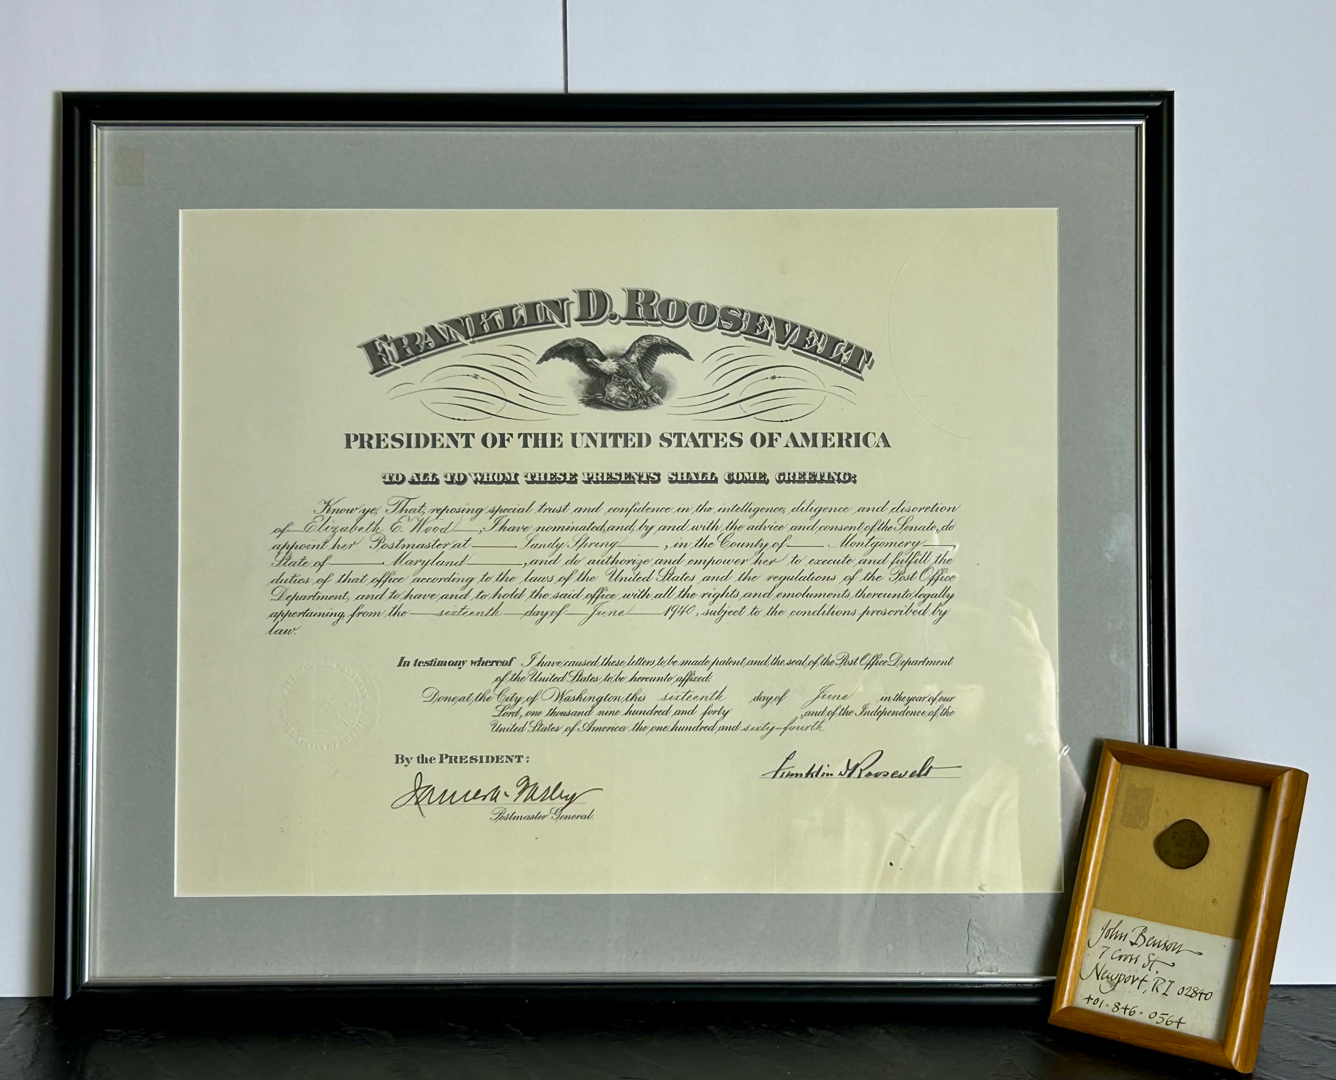 FRANKLIN D. ROOSEVELT
PRESIDENT OF THE UNITED STATES OF AMERICA
TO ALL TO WHOM THESE PRESENTS SHALL COME, GREETING:
Know ye, That, reposing special trust and confidence in the intelligence, diligence and discretion
of Elizabeth E. Wood, I have nominated, and, by and with the advice and consent of the Senate, do
appoint her Postmaster at Sandy Spring, in the County of Montgomery,
State of Maryland, and do authorize and empower her to execute and fulfill the
duties of that office according to the laws of the United States and the regulations of the Post Office
Department, and to have and to hold the said office with all the rights and emoluments thereunto legally
appertaining, from the sixteenth day of June 1940, subject to the conditions prescribed by
law.
In testimony whereof I have caused these letters to be made patent, and the seal of the Post Office Department
of the United States to be hereunto affixed.
Done at the City of Washington this sixteenth day of June in the year of our
Lord, one thousand nine hundred and forty, and of the Independence of the
United States of America the one hundred and sixty-fourth
By the PRESIDENT:
Franklin D Roosevelt
James A. Farley
Postmaster General.
John Benson
7 Cross St.
Newport, RI 02840
401·846·0564